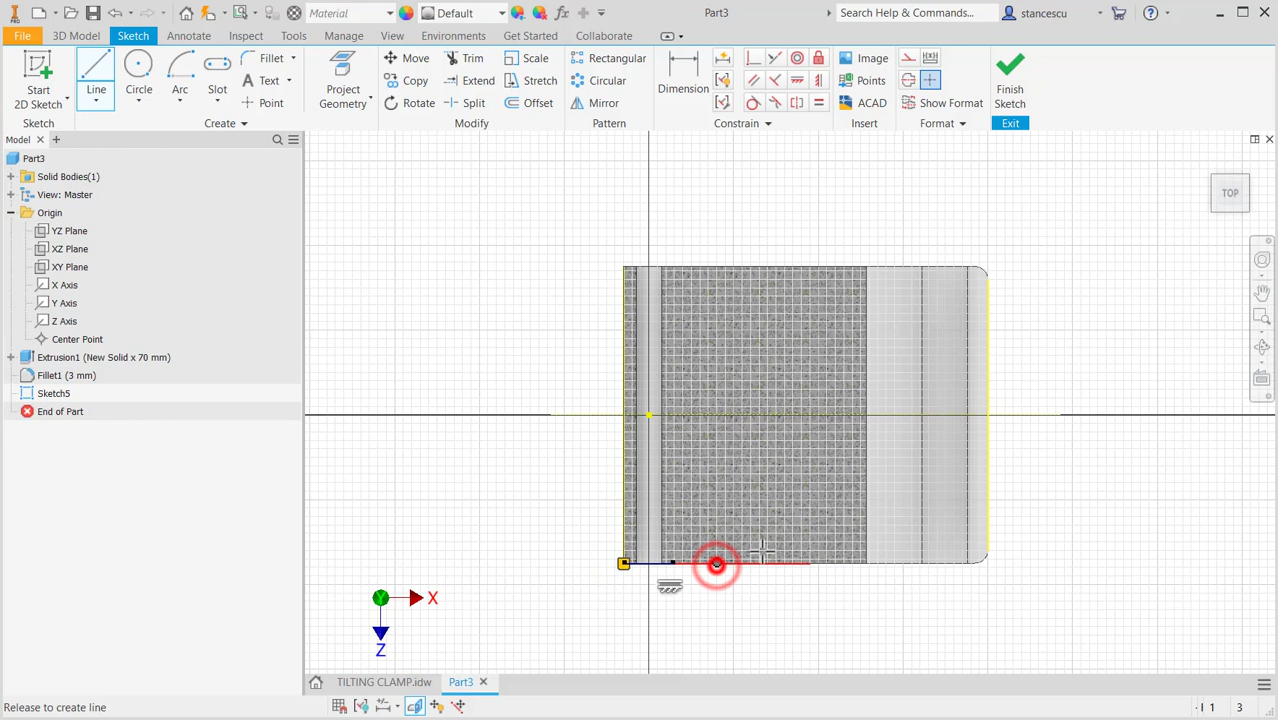 PRO
Material
Default
Part3
Search Help & Commands...
stancescu
File
3D Model
Sketch
Annotate
Inspect
Tools
Manage
View
Environments
Get Started
Collaborate
Start
2D Sketch
Line
Circle
Arc
Slot
Fillet
Text
Point
Project
Geometry
Move
Copy
Rotate
Trim
Extend
Split
Scale
Stretch
Offset
Rectangular
Circular
Mirror
Dimension
Image
Points
ACAD
Show Format
Finish
Sketch
Sketch
Create
Modify
Pattern
Constrain
Insert
Format
Exit
Model
Part3
Solid Bodies(1)
View: Master
Origin
YZ Plane
XZ Plane
XY Plane
X Axis
Y Axis
Z Axis
Center Point
Extrusion1 (New Solid x 70 mm)
Fillet1 (3 mm)
Sketch5
End of Part
TOP
Y
X
Z
TILTING CLAMP.idw
Part3
Release to create line
1
3